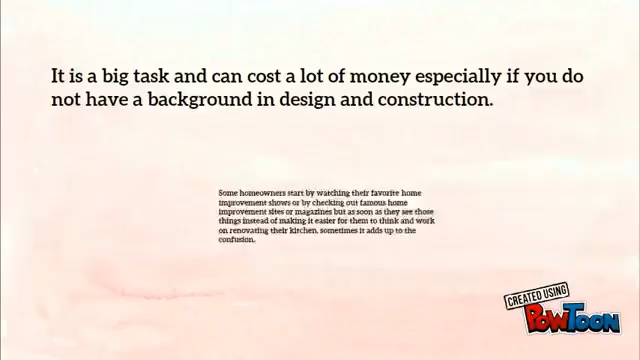 It is a big task and can cost a lot of money especially if you do
not have a background in design and construction.
Some homeowners start by watching their favorite home
improvement shows or by checking out famous home
improvement sites or magazines but as soon as they see those
things instead of making it easier for them to think and work
on renovating their kitchen, sometimes it adds up to the
confusion.
CREATED USING
POWTOON